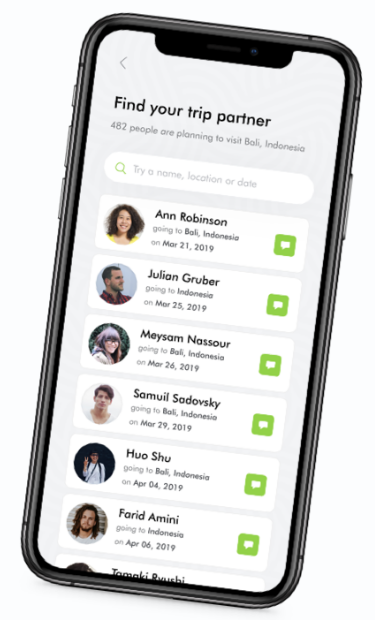 Find your trip partner
482 people are planning to visit Bali, Indonesia
Try a name, location or date
Ann Robinson
going to Bali, Indonesia
on Mar 21, 2019
Julian Gruber
going to Indonesia
on Mar 25, 2019
Meysam Nassour
going to Bali, Indonesia
on Mar 26, 2019
Samuil Sadovsky
going to Bali, Indonesia
on Mar 29, 2019
Huo Shu
going to Bali, Indonesia
on Apr 04, 2019
Farid Amini
going to Indonesia
on Apr 06, 2019
Tamaki Ryushi